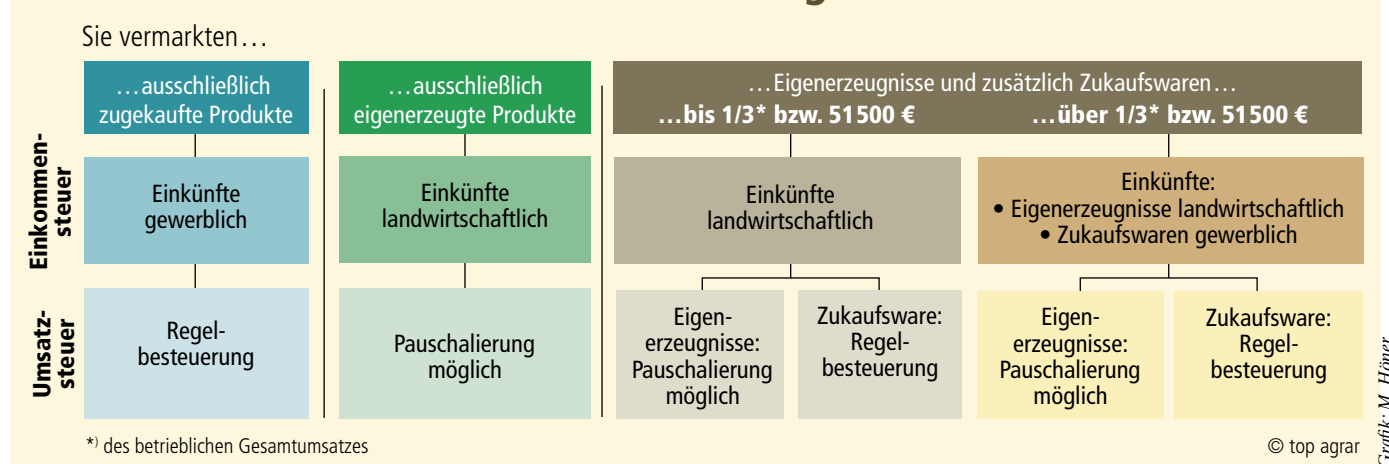 Sie vermarkten…
…ausschließlich
zugekaufte Produkte
…ausschließlich
eigenerzeugte Produkte
…Eigenerzeugnisse und zusätzlich Zukaufswaren…
…bis 1/3* bzw. 51500 €
…über 1/3* bzw. 51500 €
Einkommen-
steuer
Einkünfte
gewerblich
Einkünfte
landwirtschaftlich
Einkünfte
landwirtschaftlich
Einkünfte:
• Eigenerzeugnisse landwirtschaftlich
• Zukaufswaren gewerblich
Umsatz-
steuer
Regel-
besteuerung
Pauschalierung
möglich
Eigen-
erzeugnisse:
Pauschalierung
möglich
Zukaufsware:
Regel-
besteuerung
Eigen-
erzeugnisse:
Pauschalierung
möglich
Zukaufsware:
Regel-
besteuerung
*) des betrieblichen Gesamtumsatzes
© top agrar
Grafik: M. Höner